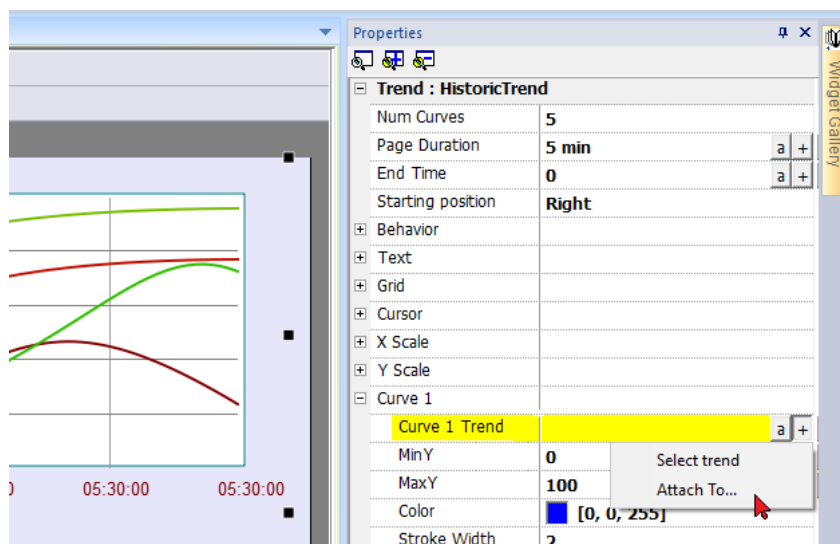 Properties
Widget Gallery
Trend : HistoricTrend
Num Curves 5
Page Duration 5 min a +
End Time 0 a +
Starting position Right
Behavior
Text
Grid
Cursor
X Scale
Y Scale
Curve 1
Curve 1 Trend a +
Min Y 0
MaxY 100
Color [0, 0, 255]
Stroke Width 2
Select trend
Attach To...
05:30:00 05:30:00